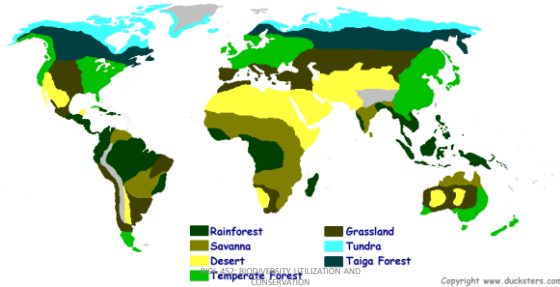 Rainforest
Grassland
Savanna
Tundra
Desert
Taiga Forest
Temperate Forest
BIOL 452: BIODIVERSITY UTILIZATION AND
CONSERVATION
Copyright www.ducksters.com